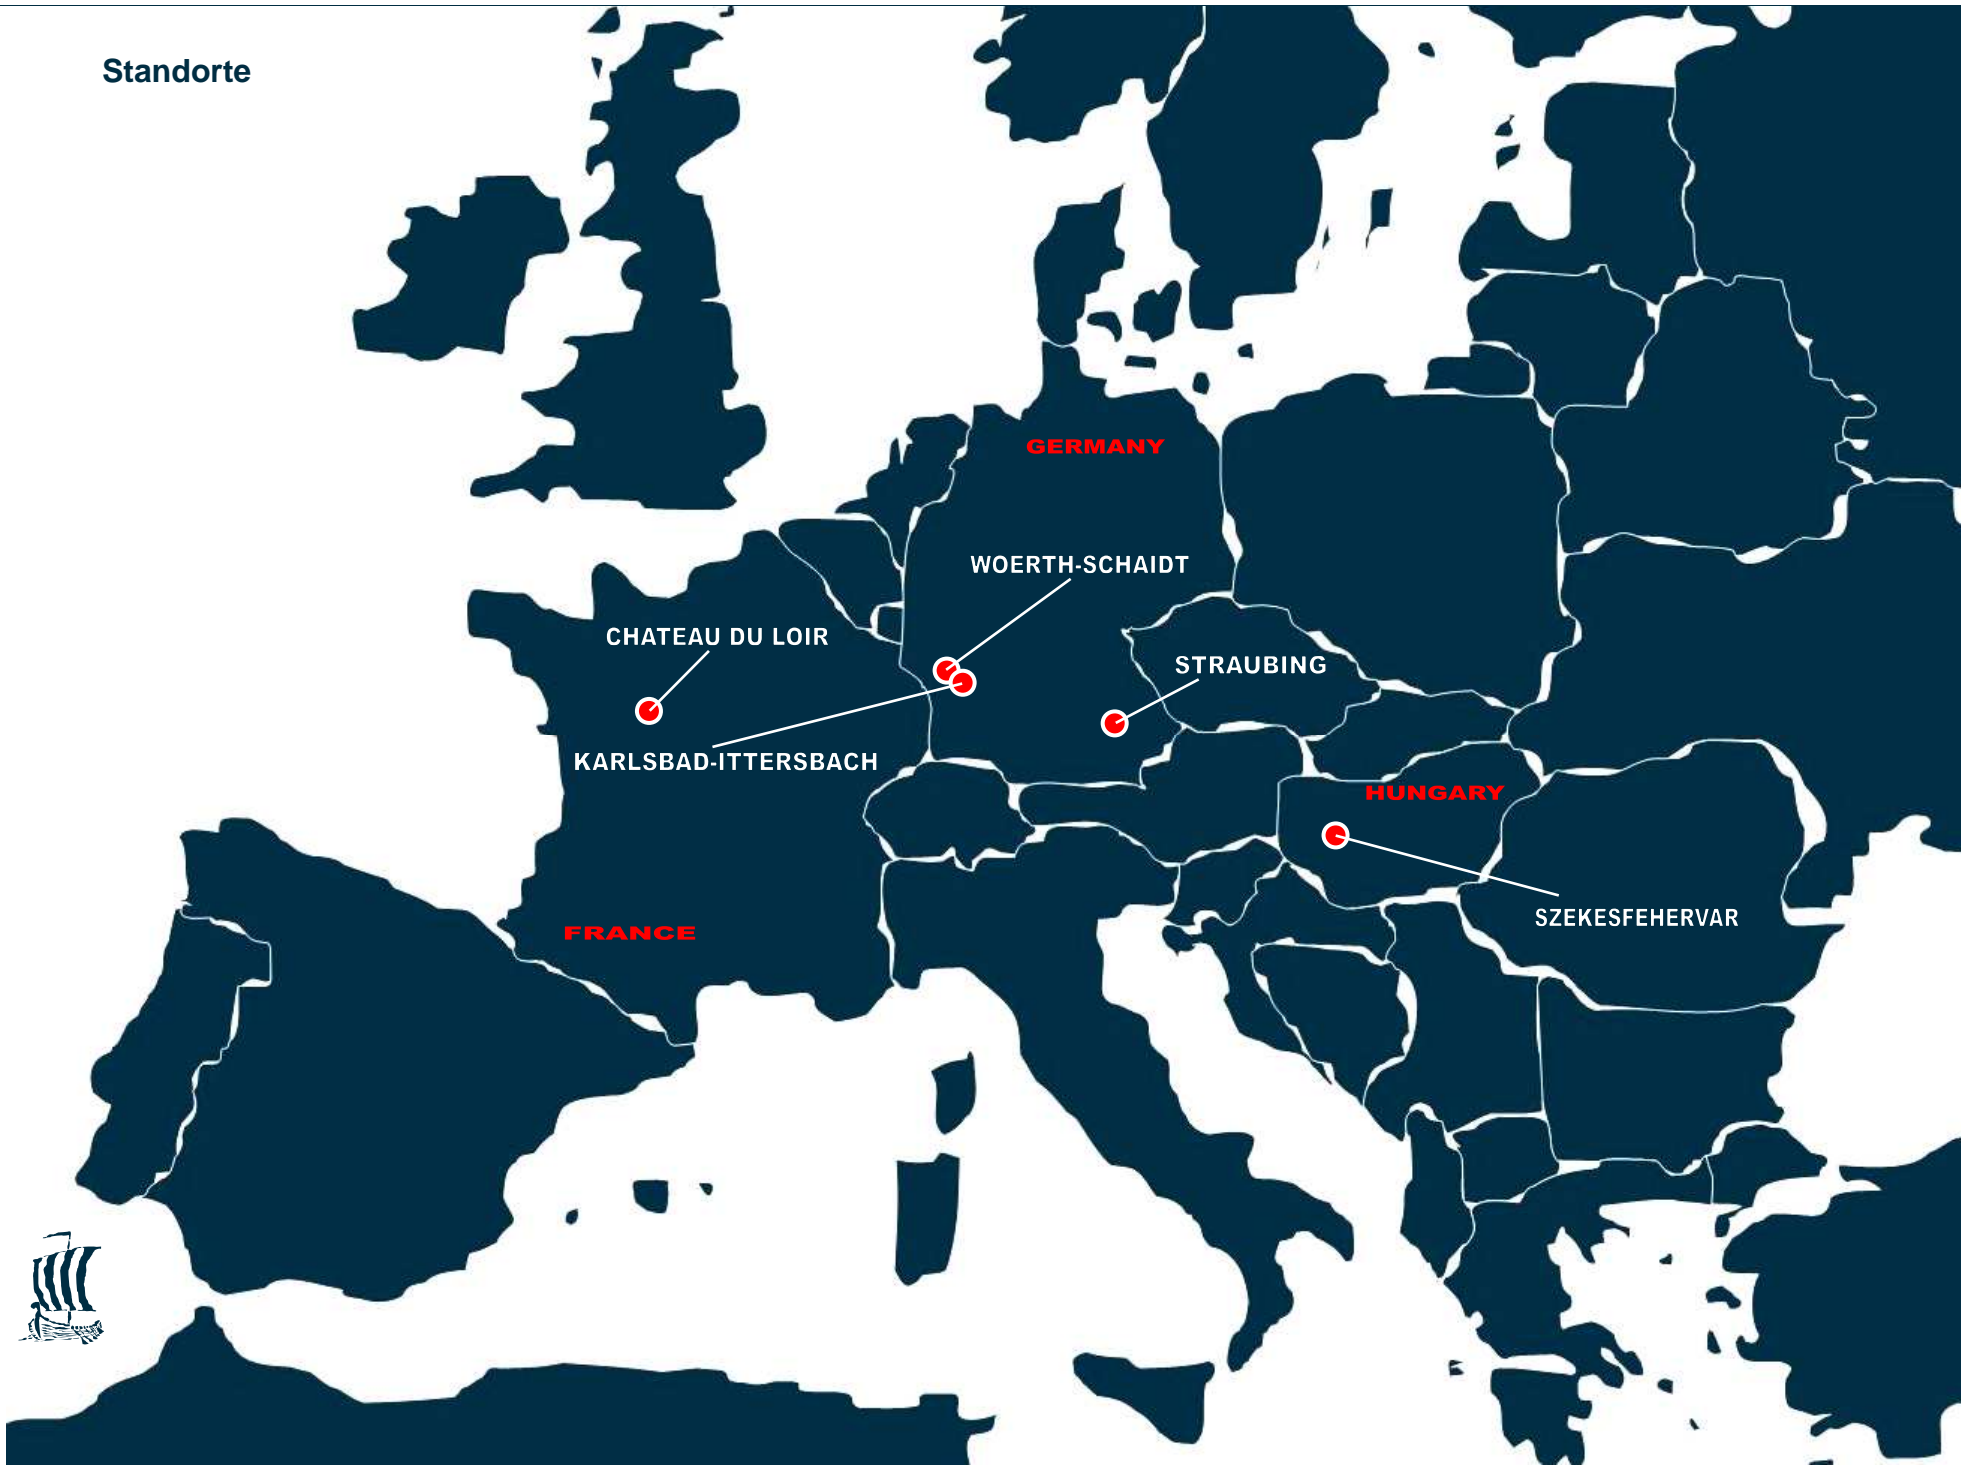 Standorte
GERMANY
WOERTH-SCHAIDT
CHATEAU DU LOIR
STRAUBING
KARLSBAD-ITTERSBACH
HUNGARY
SZEKESFEHERVAR
FRANCE